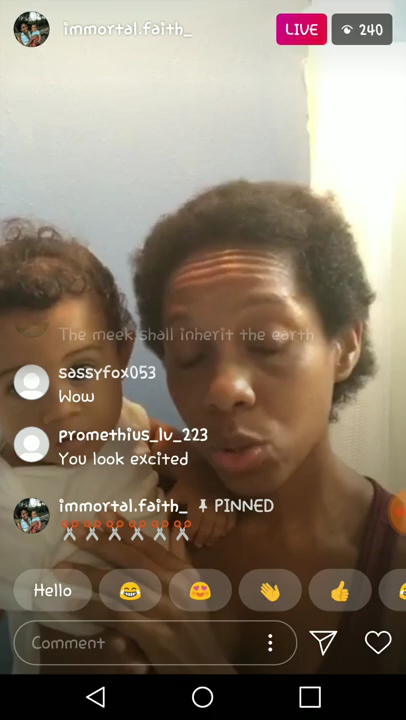 immortal.faith_
LIVE
240
The meek shall inherit the earth
sassyfox053
Wow
promethius_lv_223
You look excited
immortal.faith_ PINNED
Hello
Comment